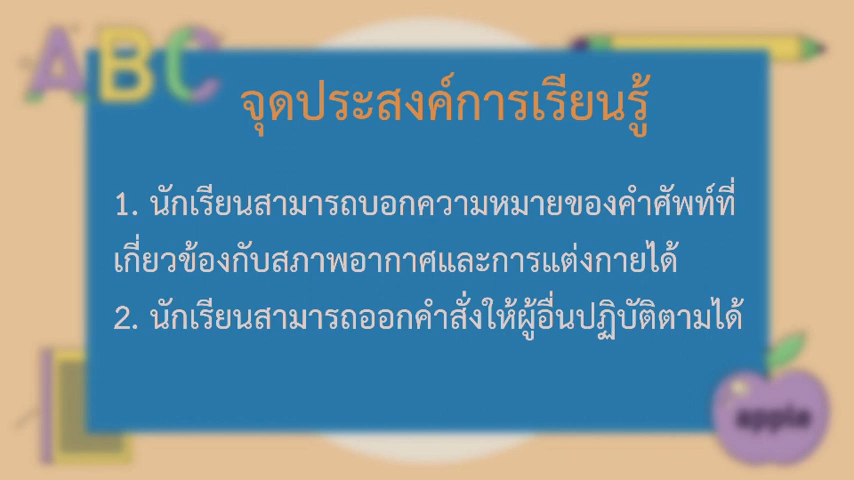 ABC
จุดประสงค์การเรียนรู้
1. นักเรียนสามารถบอกความหมายของคำศัพท์ที่
เกี่ยวข้องกับสภาพอากาศและการแต่งกายได้
2. นักเรียนสามารถออกคำสั่งให้ผู้อื่นปฏิบัติตามได้
apple